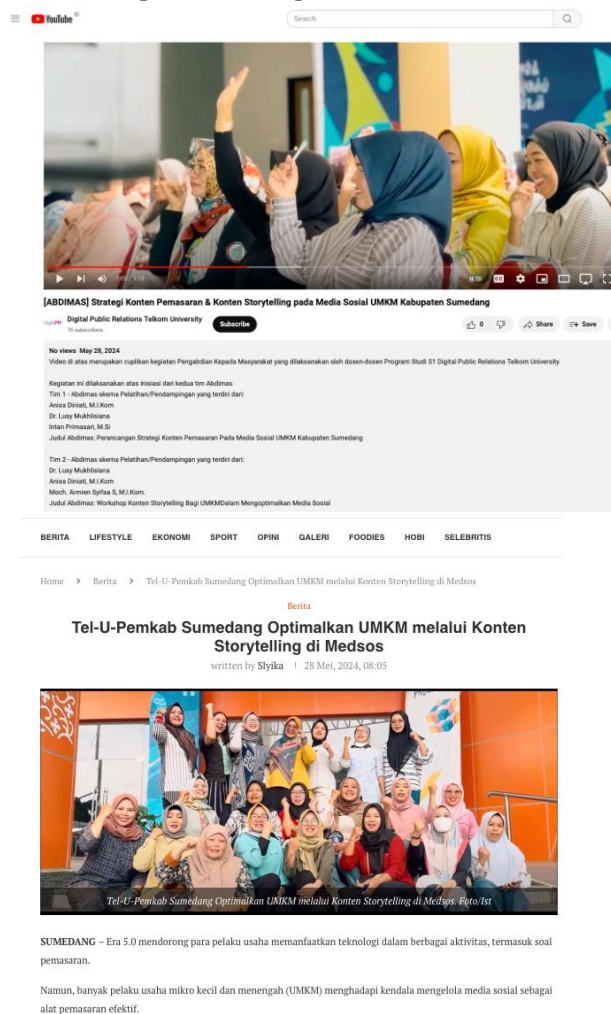 YouTube ID
Search
[ABDIMAS] Strategi Konten Pemasaran & Konten Storytelling pada Media Sosial UMKM Kabupaten Sumedang
Digital Public Relations Telkom University
70 subscribers
Subscribe
0
Share
Save
No views May 28, 2024
Video di atas merupakan cuplikan kegiatan Pengabdian Kepada Masyarakat yang dilaksanakan oleh dosen-dosen Program Studi S1 Digital Public Relations Telkom University
Kegiatan ini dilaksanakan atas inisiasi dari kedua tim Abdimas
Tim 1 - Abdimas skema Pelatihan/Pendampingan yang terdiri dari:
Anisa Diniati, M.I.Kom
Dr. Lusy Mukhlisiana
Intan Primasari, M.Si
Judul Abdimas: Perancangan Strategi Konten Pemasaran Pada Media Sosial UMKM Kabupaten Sumedang
Tim 2 - Abdimas skema Pelatihan/Pendampingan yang terdiri dari:
Dr. Lusy Mukhlisiana
Anisa Diniati, M.I.Kom
Moch. Armien Syifaa S, M.I.Kom.
Judul Abdimas: Workshop Konten Storytelling Bagi UMKMDalam Mengoptimalkan Media Sosial
BERITA LIFESTYLE EKONOMI SPORT OPINI GALERI FOODIES HOBI SELEBRITIS
Home > Berita > Tel-U-Pemkab Sumedang Optimalkan UMKM melalui Konten Storytelling di Medsos
Berita
Tel-U-Pemkab Sumedang Optimalkan UMKM melalui Konten
Storytelling di Medsos
written by Slyika | 28 Mei, 2024, 08:05
Tel-U-Pemkab Sumedang Optimalkan UMKM melalui Konten Storytelling di Medsos. Foto/Ist
SUMEDANG – Era 5.0 mendorong para pelaku usaha memanfaatkan teknologi dalam berbagai aktivitas, termasuk soal
pemasaran.
Namun, banyak pelaku usaha mikro kecil dan menengah (UMKM) menghadapi kendala mengelola media sosial sebagai
alat pemasaran efektif.